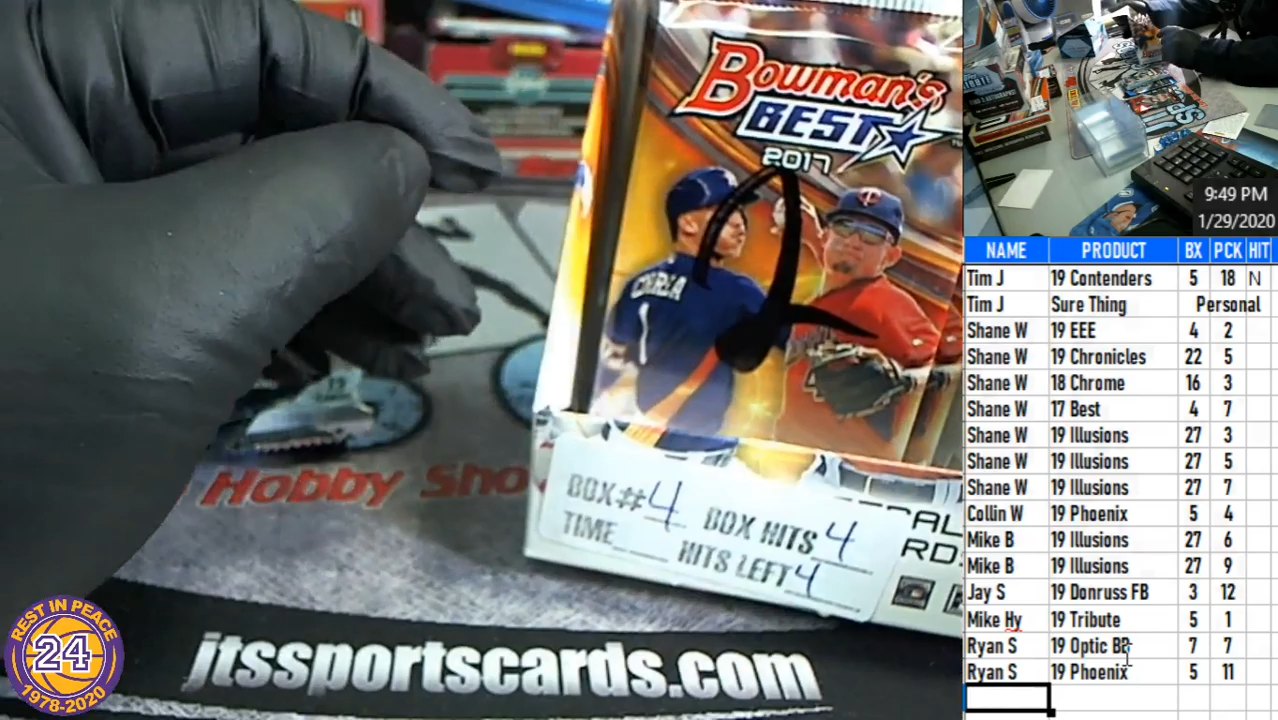 BOWMAN'S
BEST
2017
CORREA
1
BOX# 4 BOX HITS 4
TIME HITS LEFT 4
Hobby Sho
jtssportscards.com
REST IN PEACE
24
1978-2020
9:49 PM
1/29/2020
NAME PRODUCT BX PCK HIT
Tim J 19 Contenders 5 18 N
Tim J Sure Thing Personal
Shane W 19 EEE 4 2
Shane W 19 Chronicles 22 5
Shane W 18 Chrome 16 3
Shane W 17 Best 4 7
Shane W 19 Illusions 27 3
Shane W 19 Illusions 27 5
Shane W 19 Illusions 27 7
Collin W 19 Phoenix 5 4
Mike B 19 Illusions 27 6
Mike B 19 Illusions 27 9
Jay S 19 Donruss FB 3 12
Mike Hy 19 Tribute 5 1
Ryan S 19 Optic B2 7 7
Ryan S 19 Phoenix 5 11